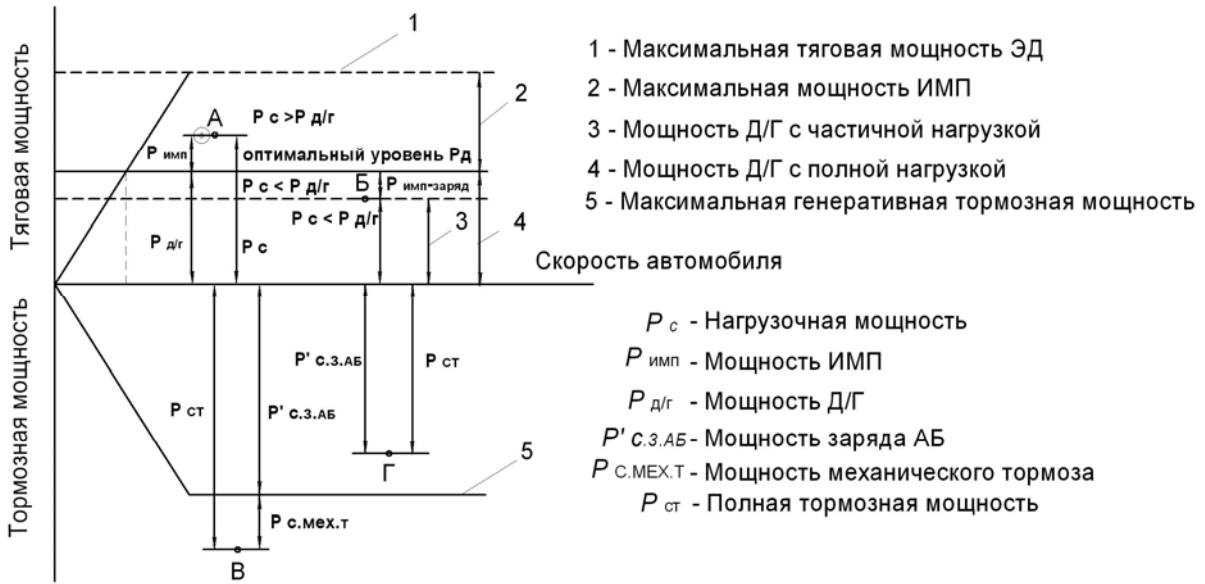 Тяговая мощность
Тормозная мощность
1
2
А
Р с >Р д/г
Р имп
оптимальный уровень Рд
Р с < Р д/г
Б
Р имп-заряд
Р с < Р д/г
Р д/г
Р с
3
4
Скорость автомобиля
Р ст
Р' с.з.АБ
Р' с.з.АБ
Р ст
Г
5
Р с.мех.т
В
1 - Максимальная тяговая мощность ЭД
2 - Максимальная мощность ИМП
3 - Мощность Д/Г с частичной нагрузкой
4 - Мощность Д/Г с полной нагрузкой
5 - Максимальная генеративная тормозная мощность
Р с - Нагрузочная мощность
Р имп - Мощность ИМП
Р д/г - Мощность Д/Г
Р' с.з.АБ - Мощность заряда АБ
Р С.МЕХ.Т - Мощность механического тормоза
Р ст - Полная тормозная мощность